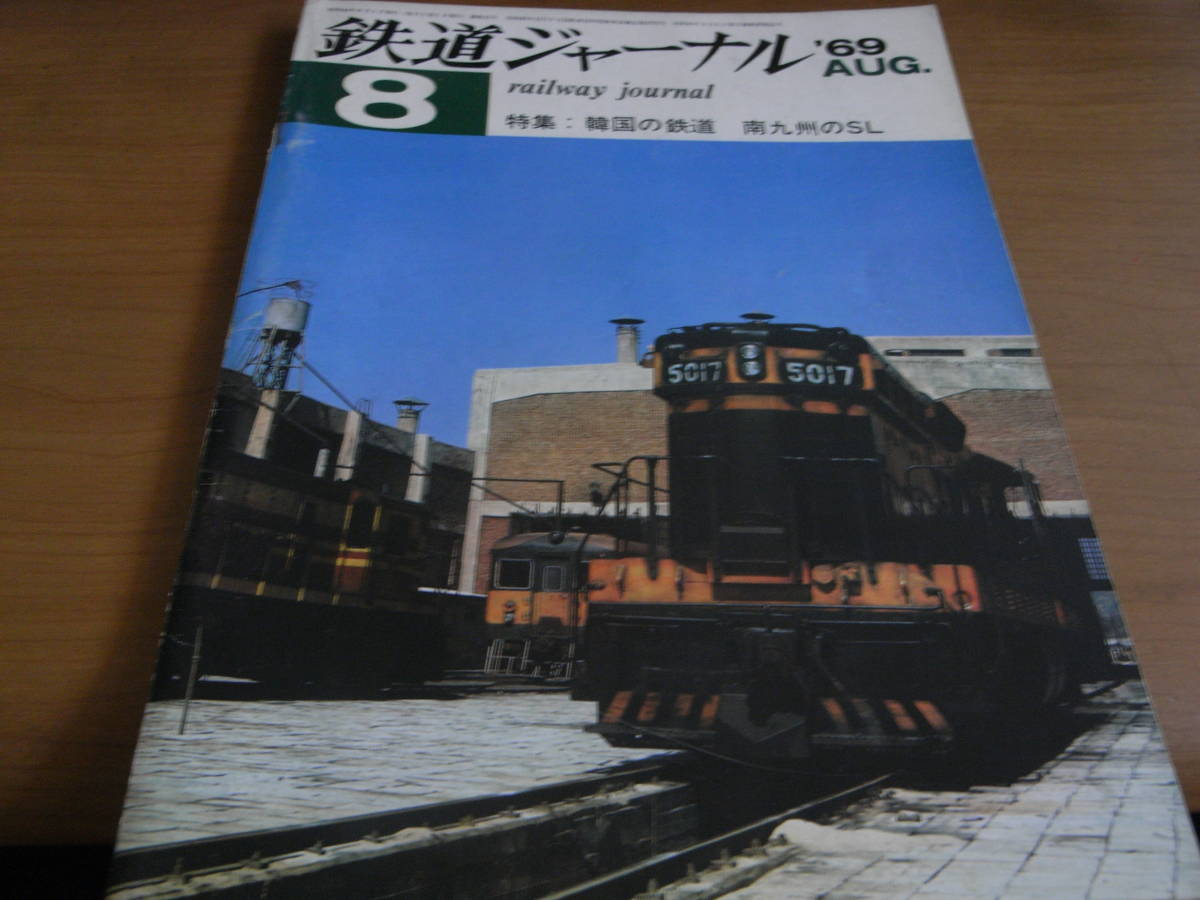 鉄道ジャーナル '69 AUG.
8
railway journal
特集：韓国の鉄道　南九州のSL
5017 5017